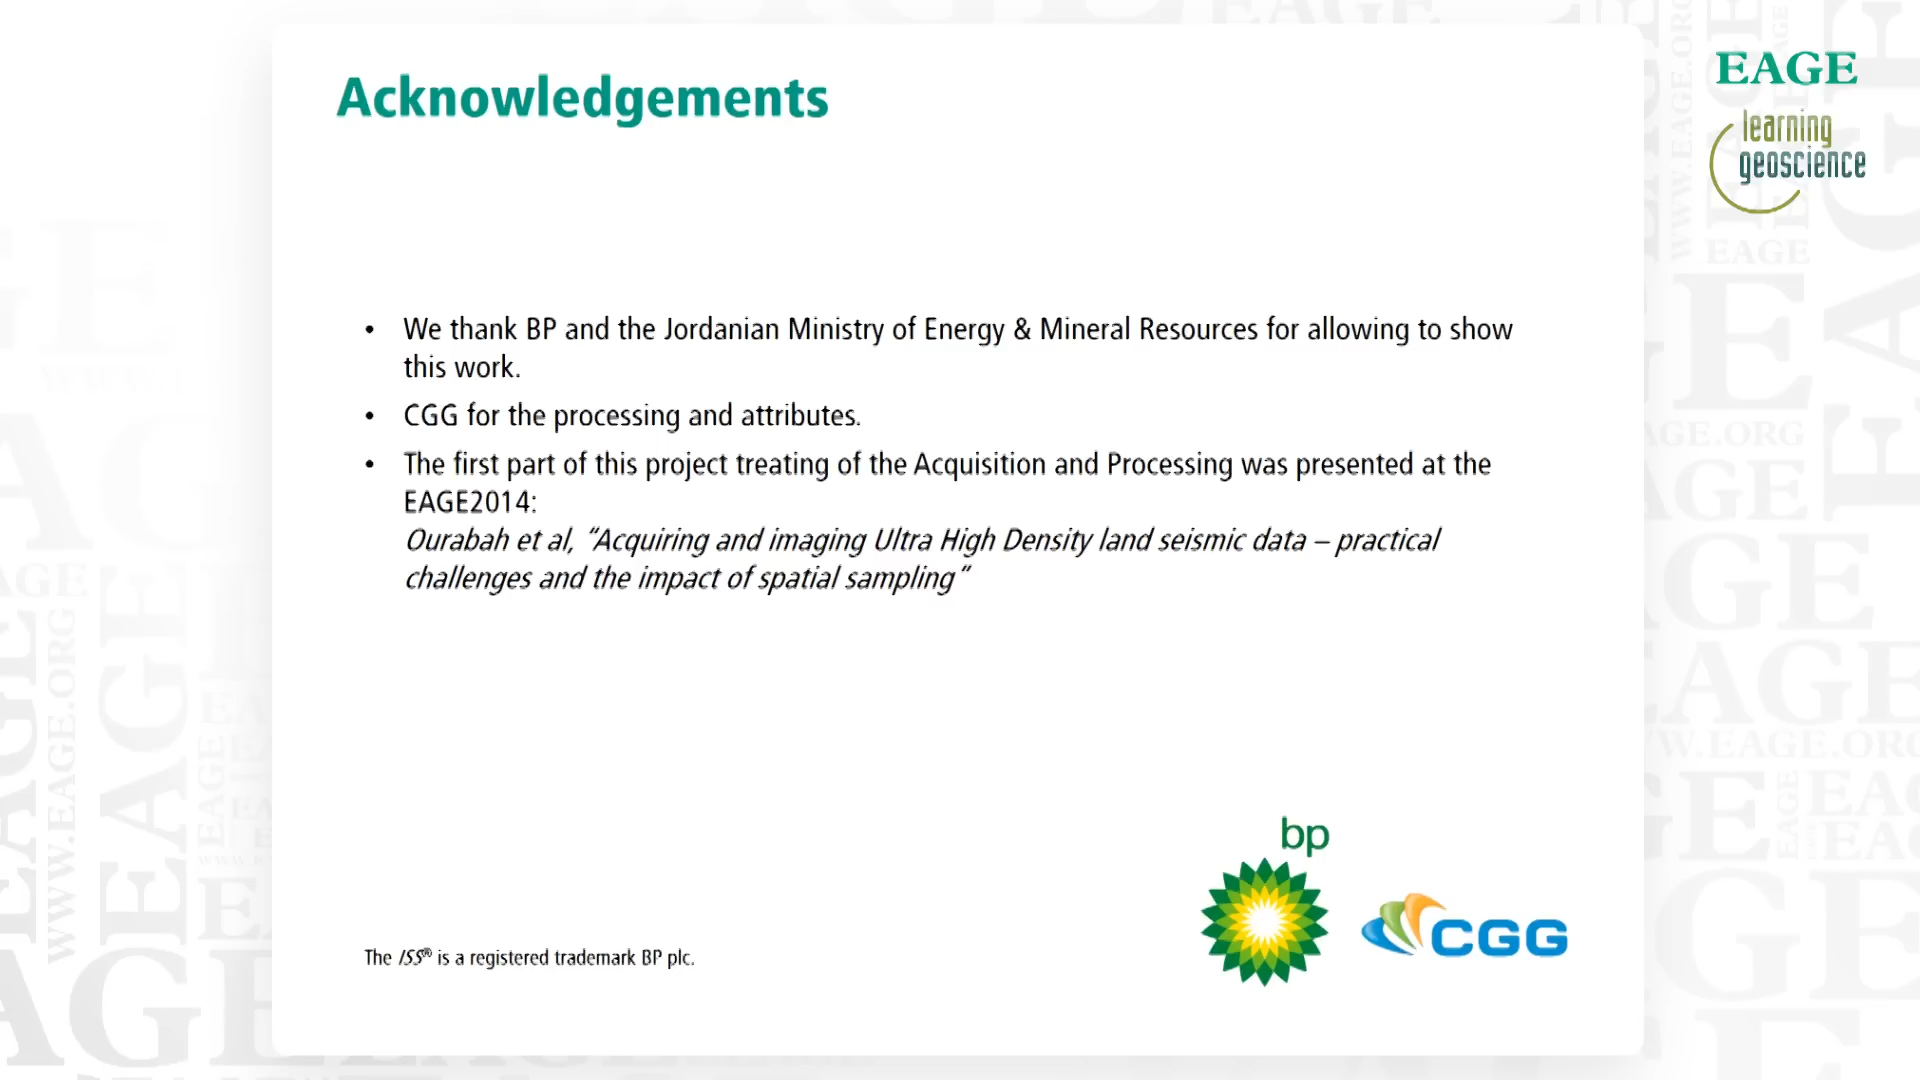 Acknowledgements
EAGE
learning
geoscience
• We thank BP and the Jordanian Ministry of Energy & Mineral Resources for allowing to show
this work.
• CGG for the processing and attributes.
• The first part of this project treating of the Acquisition and Processing was presented at the
EAGE2014:
Ourabah et al, “Acquiring and imaging Ultra High Density land seismic data – practical
challenges and the impact of spatial sampling”
bp
CGG
The ISS® is a registered trademark BP plc.